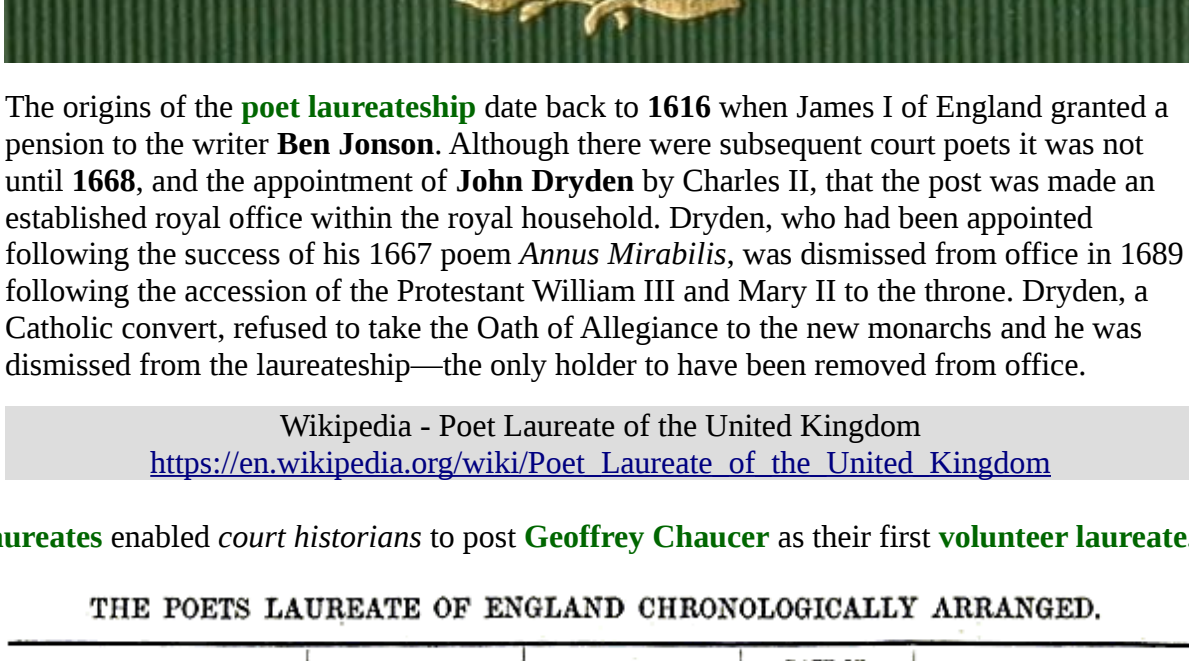 The origins of the poet laureateship date back to 1616 when James I of England granted a
pension to the writer Ben Jonson. Although there were subsequent court poets it was not
until 1668, and the appointment of John Dryden by Charles II, that the post was made an
established royal office within the royal household. Dryden, who had been appointed
following the success of his 1667 poem Annus Mirabilis, was dismissed from office in 1689
following the accession of the Protestant William III and Mary II to the throne. Dryden, a
Catholic convert, refused to take the Oath of Allegiance to the new monarchs and he was
dismissed from the laureateship—the only holder to have been removed from office.
Wikipedia - Poet Laureate of the United Kingdom
https://en.wikipedia.org/wiki/Poet_Laureate_of_the_United_Kingdom
enabled court historians to post Geoffrey Chaucer as their first volunteer laureate.
THE POETS LAUREATE OF ENGLAND CHRONOLOGICALLY ARRANGED.